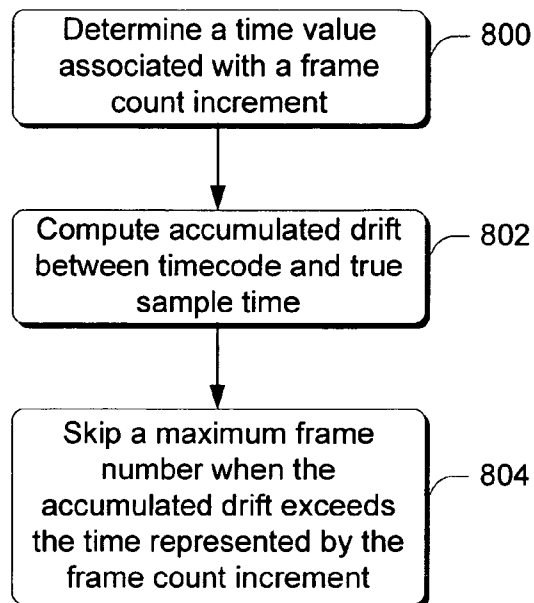 Determine a time value
associated with a frame
count increment
800
Compute accumulated drift
between timecode and true
sample time
802
Skip a maximum frame
number when the
accumulated drift exceeds
the time represented by the
frame count increment
804